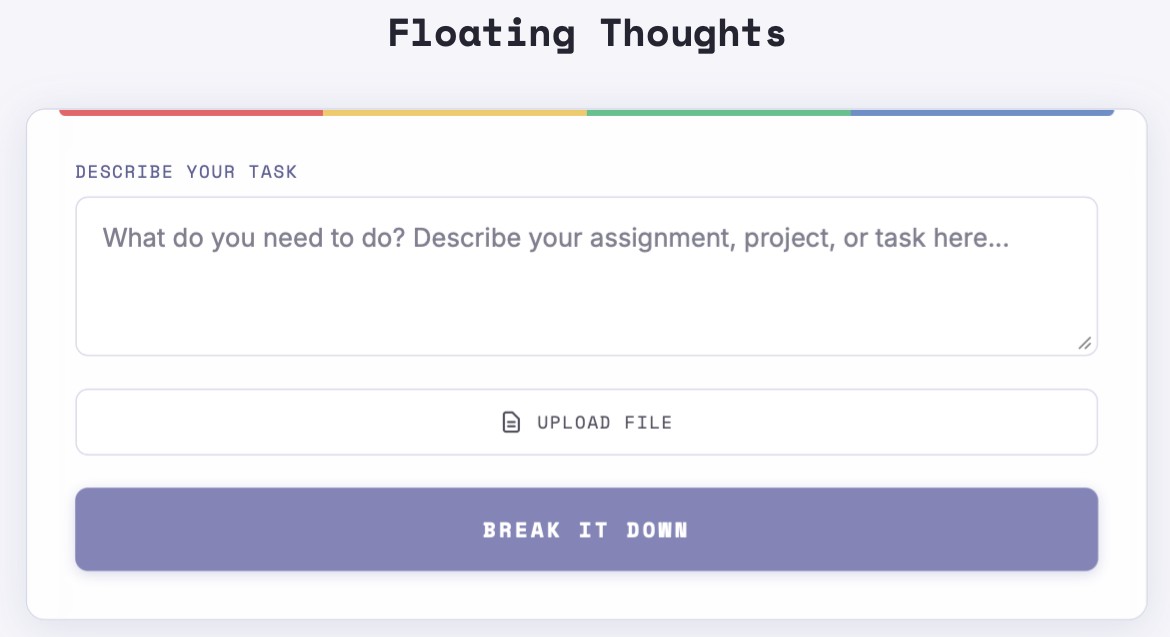 Floating Thoughts
DESCRIBE YOUR TASK
What do you need to do? Describe your assignment, project, or task here...
UPLOAD FILE
BREAK IT DOWN